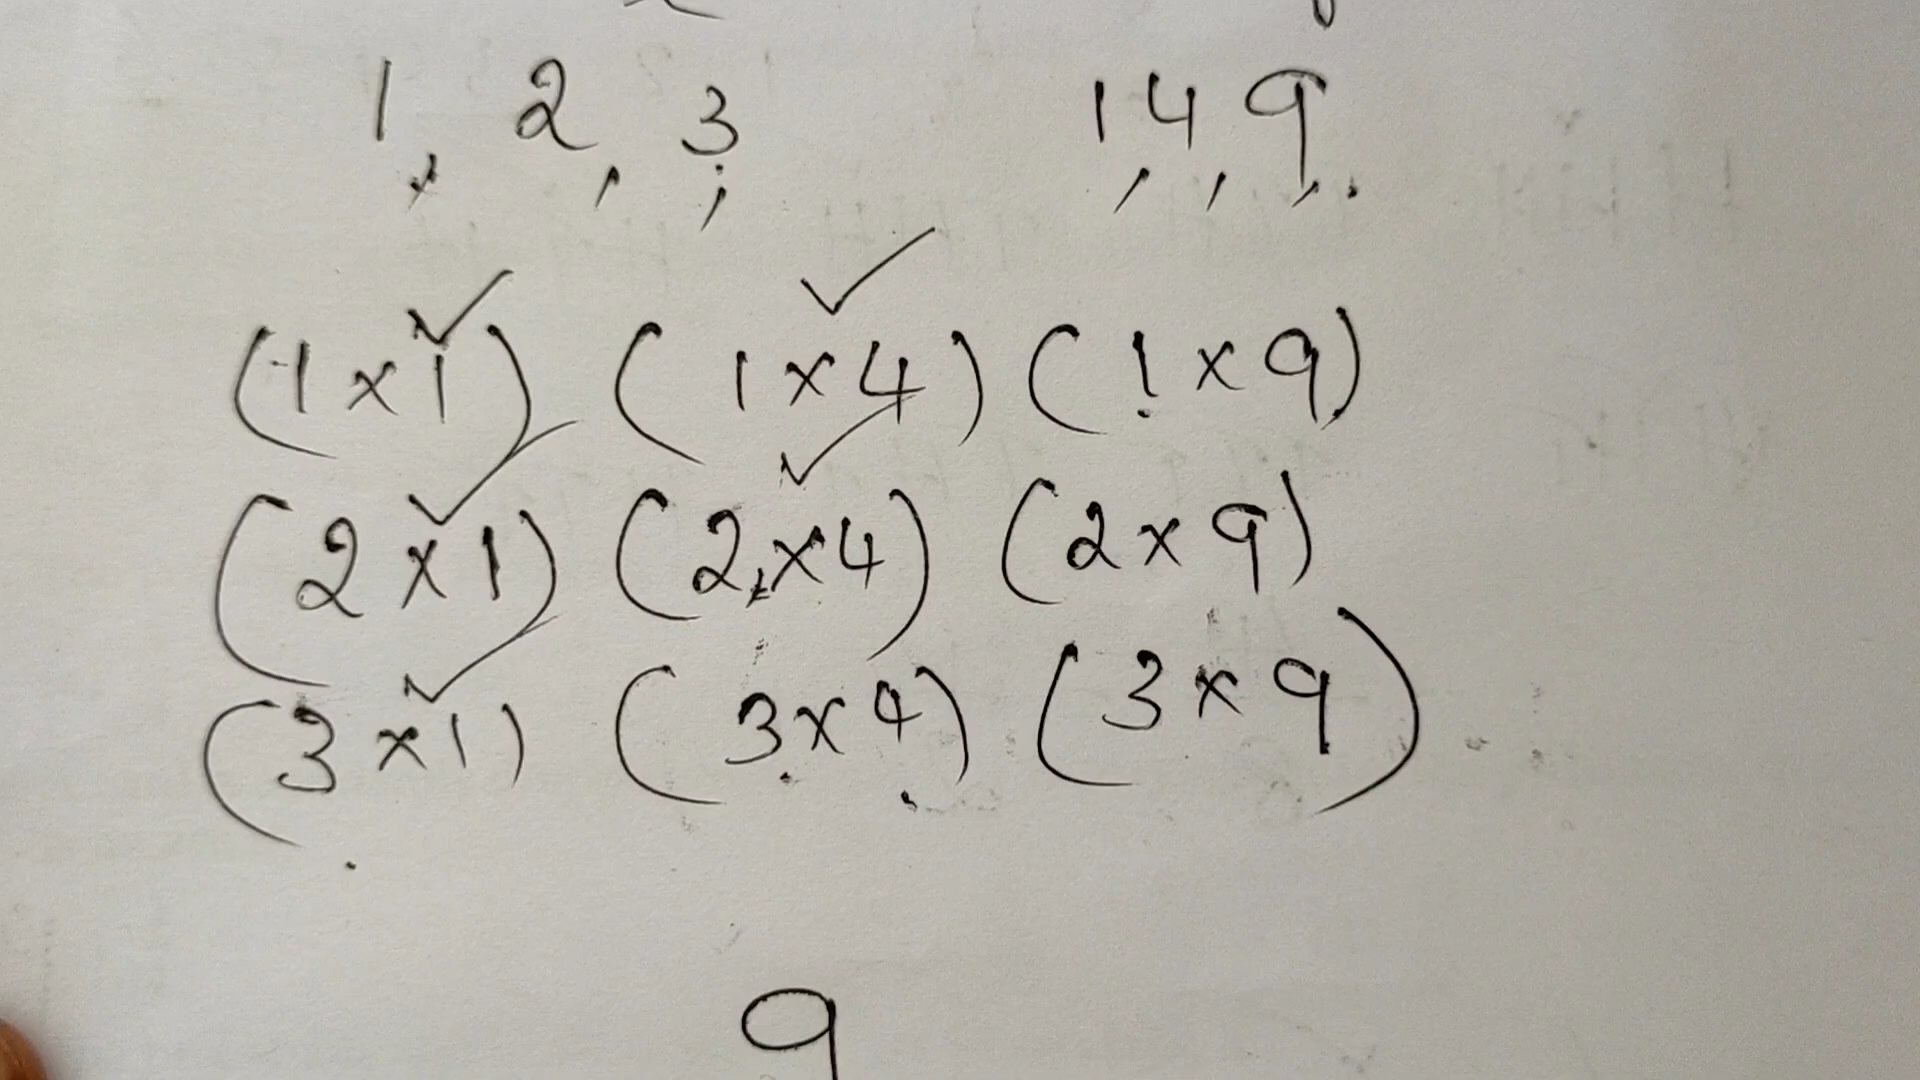 1, 2, 3; 1, 4, 9.
(1 x 1) (1 x 4) (1 x 9)
(2 x 1) (2 x 4) (2 x 9)
(3 x 1) (3 x 4) (3 x 9)
9